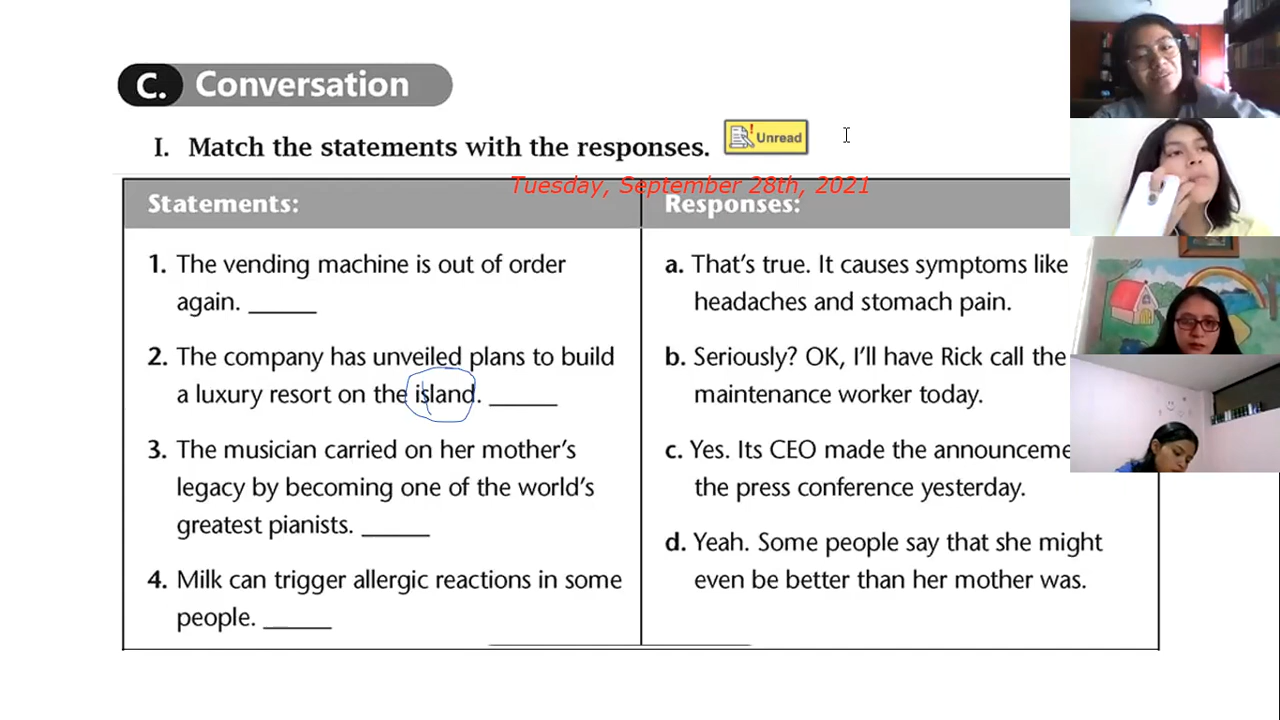 C. Conversation
I. Match the statements with the responses.
Unread
Tuesday, September 28th, 2021
Statements:
Responses:
1. The vending machine is out of order
again. ______
2. The company has unveiled plans to build
a luxury resort on the island. ______
3. The musician carried on her mother’s
legacy by becoming one of the world’s
greatest pianists. ______
4. Milk can trigger allergic reactions in some
people. ______
a. That’s true. It causes symptoms like
headaches and stomach pain.
b. Seriously? OK, I’ll have Rick call the
maintenance worker today.
c. Yes. Its CEO made the
the press conference yesterday.
d. Yeah. Some people say that she might
even be better than her mother was.